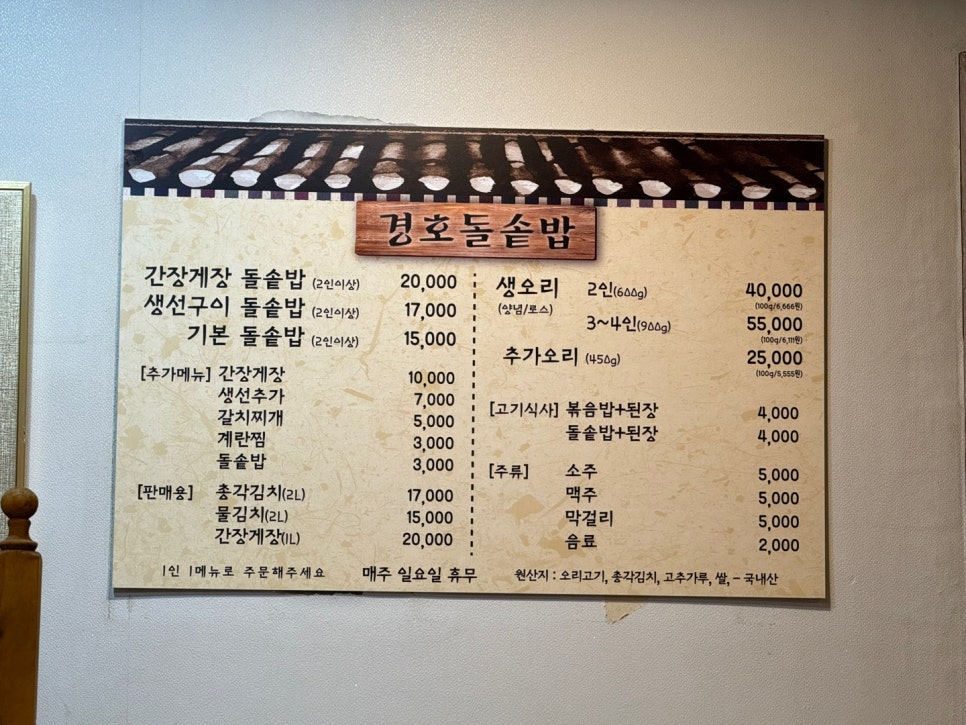 경호돌솥밥
간장게장 돌솥밥 (2인이상) 20,000
생선구이 돌솥밥 (2인이상) 17,000
기본 돌솥밥 (2인이상) 15,000
[추가메뉴] 간장게장 10,000
생선추가 7,000
갈치찌개 5,000
계란찜 3,000
돌솥밥 3,000
[판매용] 총각김치(2L) 17,000
물김치(2L) 15,000
간장게장(1L) 20,000
1인 1메뉴로 주문해주세요 매주 일요일 휴무
생오리 2인(600g) 40,000
(양념/로스) (100g/6,666원)
3~4인(900g) 55,000
(100g/6,111원)
추가오리 (450g) 25,000
(100g/5,555원)
[고기식사] 볶음밥+된장 4,000
돌솥밥+된장 4,000
[주류] 소주 5,000
맥주 5,000
막걸리 5,000
음료 2,000
원산지 : 오리고기, 총각김치, 고추가루, 쌀, - 국내산